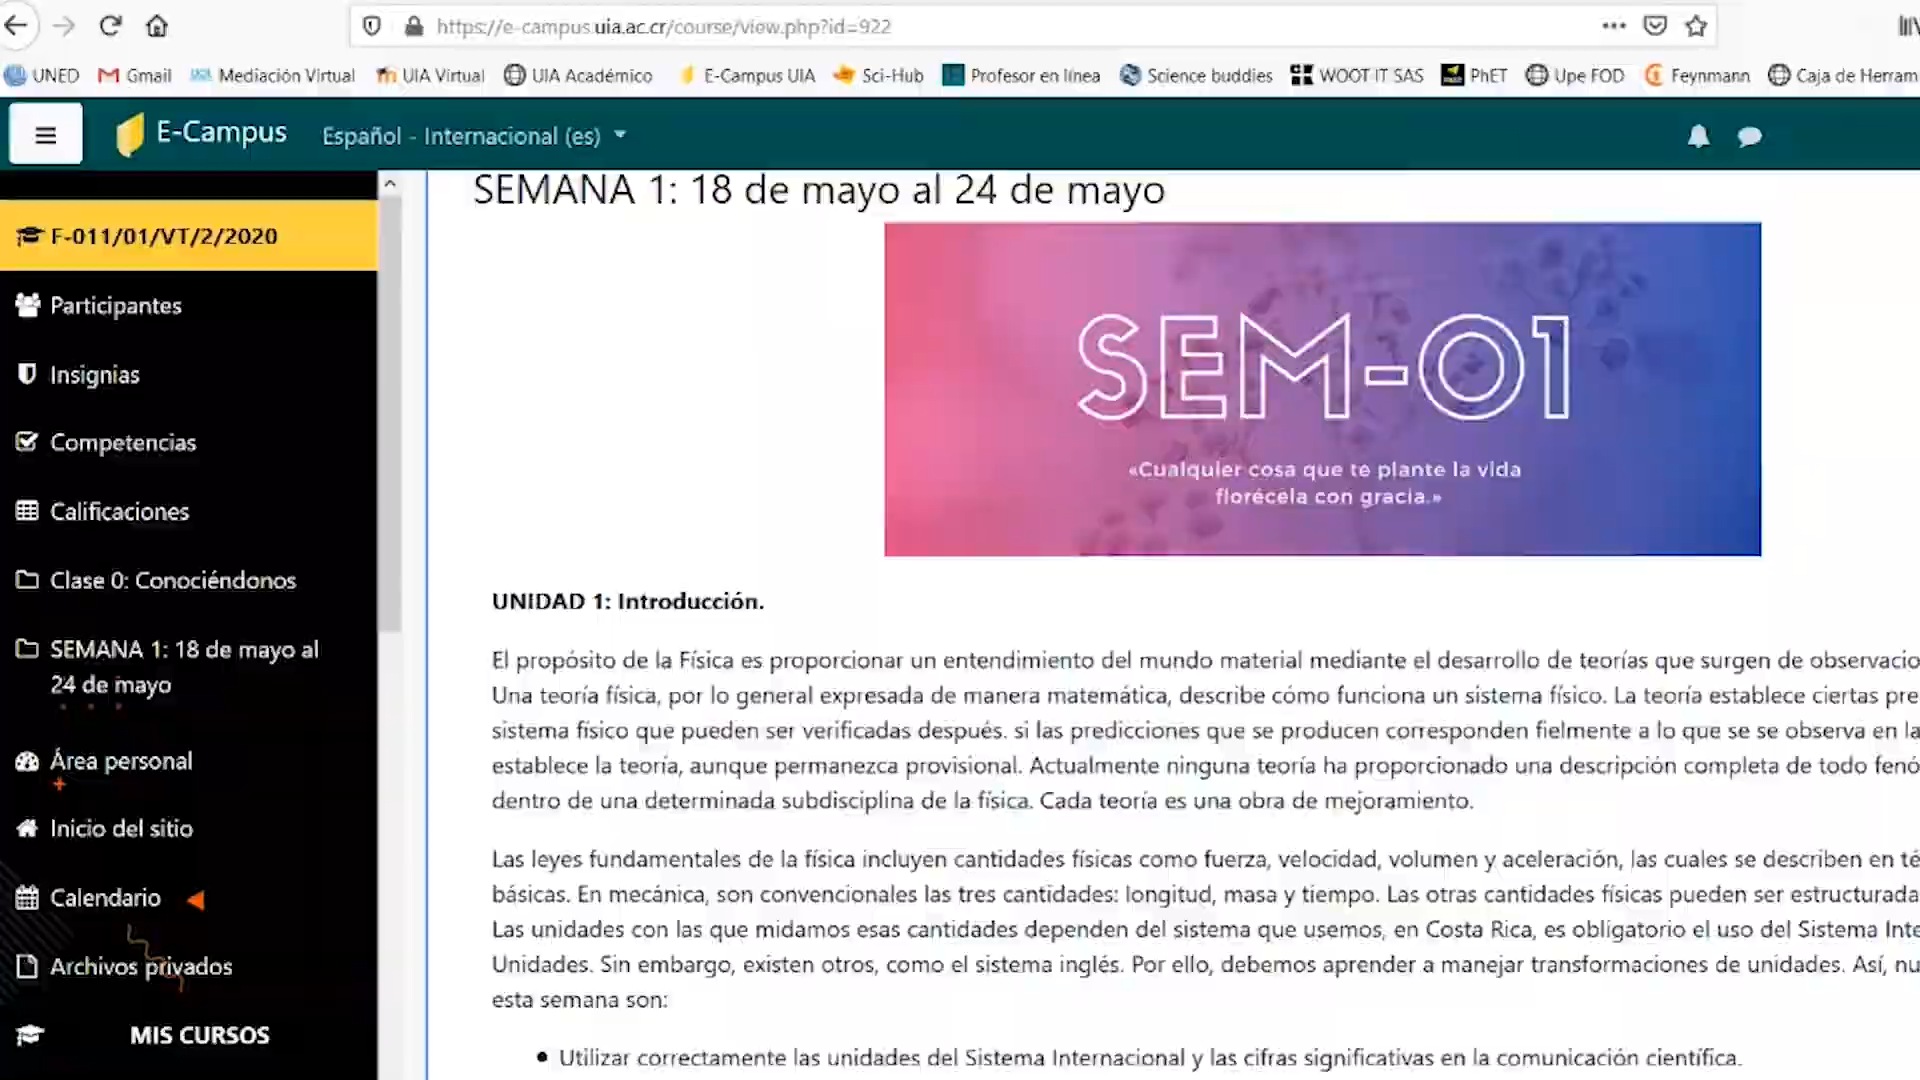 https://e-campus.uia.ac.cr/course/view.php?id=922
UNED Gmail Mediación Virtual UIA Virtual UIA Académico E-Campus UIA Sci-Hub Profesor en línea Science buddies WOOT IT SAS PhET Upe FOD Feynmann Caja de Herram
E-Campus Español - Internacional (es)
SEMANA 1: 18 de mayo al 24 de mayo
F-011/01/VT/2/2020
Participantes
Insignias
Competencias
Calificaciones
Clase 0: Conociéndonos
SEMANA 1: 18 de mayo al
24 de mayo
Área personal
Inicio del sitio
Calendario
Archivos privados
MIS CURSOS
SEM-01
«Cualquier cosa que te plante la vida
florécela con gracia.»
UNIDAD 1: Introducción.
El propósito de la Física es proporcionar un entendimiento del mundo material mediante el desarrollo de teorías que surgen de observacio
Una teoría física, por lo general expresada de manera matemática, describe cómo funciona un sistema físico. La teoría establece ciertas pre
sistema físico que pueden ser verificadas después. si las predicciones que se producen corresponden fielmente a lo que se se observa en la
establece la teoría, aunque permanezca provisional. Actualmente ninguna teoría ha proporcionado una descripción completa de todo fenó
dentro de una determinada subdisciplina de la física. Cada teoría es una obra de mejoramiento.
Las leyes fundamentales de la física incluyen cantidades físicas como fuerza, velocidad, volumen y aceleración, las cuales se describen en té
básicas. En mecánica, son convencionales las tres cantidades: longitud, masa y tiempo. Las otras cantidades físicas pueden ser estructurada
Las unidades con las que midamos esas cantidades dependen del sistema que usemos, en Costa Rica, es obligatorio el uso del Sistema Inte
Unidades. Sin embargo, existen otros, como el sistema inglés. Por ello, debemos aprender a manejar transformaciones de unidades. Así, nu
esta semana son:
• Utilizar correctamente las unidades del Sistema Internacional y las cifras significativas en la comunicación científica.